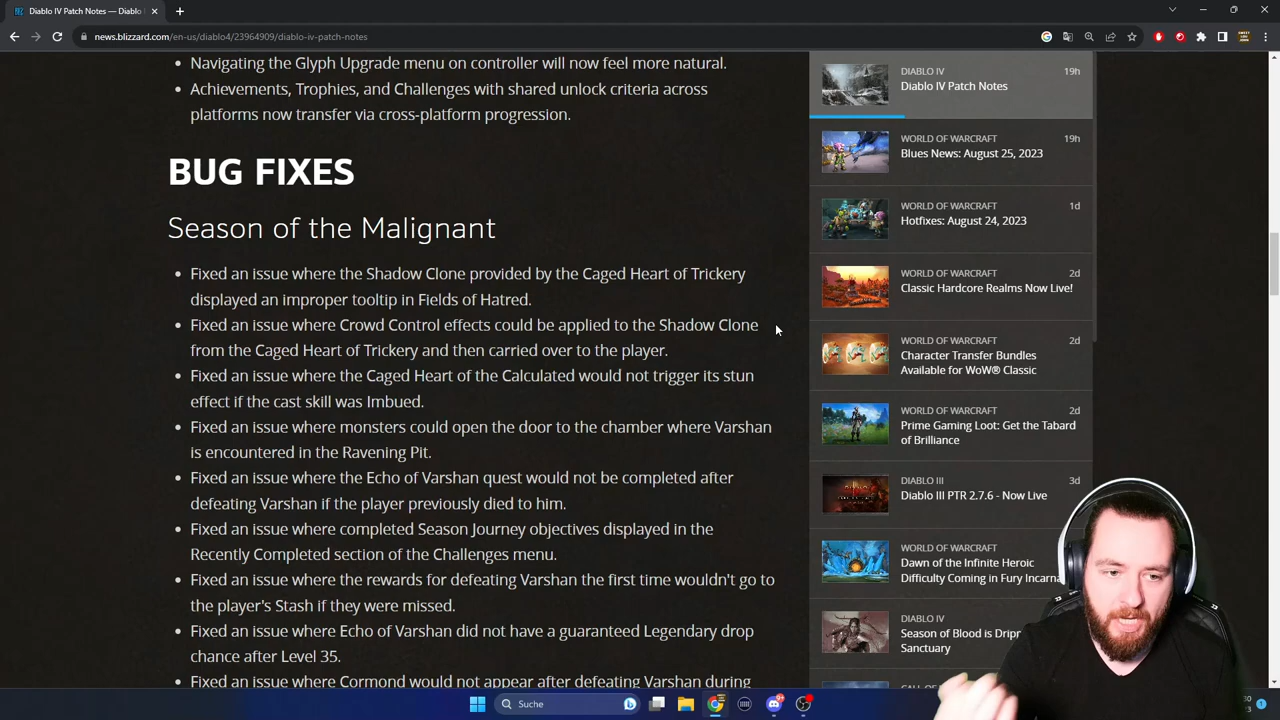 Diablo IV Patch Notes — Diablo
news.blizzard.com/en-us/diablo4/23964909/diablo-iv-patch-notes
Navigating the Glyph Upgrade menu on controller will now feel more natural.
Achievements, Trophies, and Challenges with shared unlock criteria across
platforms now transfer via cross-platform progression.
BUG FIXES
Season of the Malignant
Fixed an issue where the Shadow Clone provided by the Caged Heart of Trickery
displayed an improper tooltip in Fields of Hatred.
Fixed an issue where Crowd Control effects could be applied to the Shadow Clone
from the Caged Heart of Trickery and then carried over to the player.
Fixed an issue where the Caged Heart of the Calculated would not trigger its stun
effect if the cast skill was Imbued.
Fixed an issue where monsters could open the door to the chamber where Varshan
is encountered in the Ravening Pit.
Fixed an issue where the Echo of Varshan quest would not be completed after
defeating Varshan if the player previously died to him.
Fixed an issue where completed Season Journey objectives displayed in the
Recently Completed section of the Challenges menu.
Fixed an issue where the rewards for defeating Varshan the first time wouldn't go to
the player's Stash if they were missed.
Fixed an issue where Echo of Varshan did not have a guaranteed Legendary drop
chance after Level 35.
Fixed an issue where Cormond would not appear after defeating Varshan during
DIABLO IV 19h
Diablo IV Patch Notes
WORLD OF WARCRAFT 19h
Blues News: August 25, 2023
WORLD OF WARCRAFT 1d
Hotfixes: August 24, 2023
WORLD OF WARCRAFT 2d
Classic Hardcore Realms Now Live!
WORLD OF WARCRAFT 2d
Character Transfer Bundles
Available for WoW® Classic
WORLD OF WARCRAFT 2d
Prime Gaming Loot: Get the Tabard
of Brilliance
DIABLO III 3d
Diablo III PTR 2.7.6 - Now Live
WORLD OF WARCRAFT
Dawn of the Infinite Heroic
Difficulty Coming in Fury Incarna
DIABLO IV
Season of Blood is Drip
Sanctuary
Suche